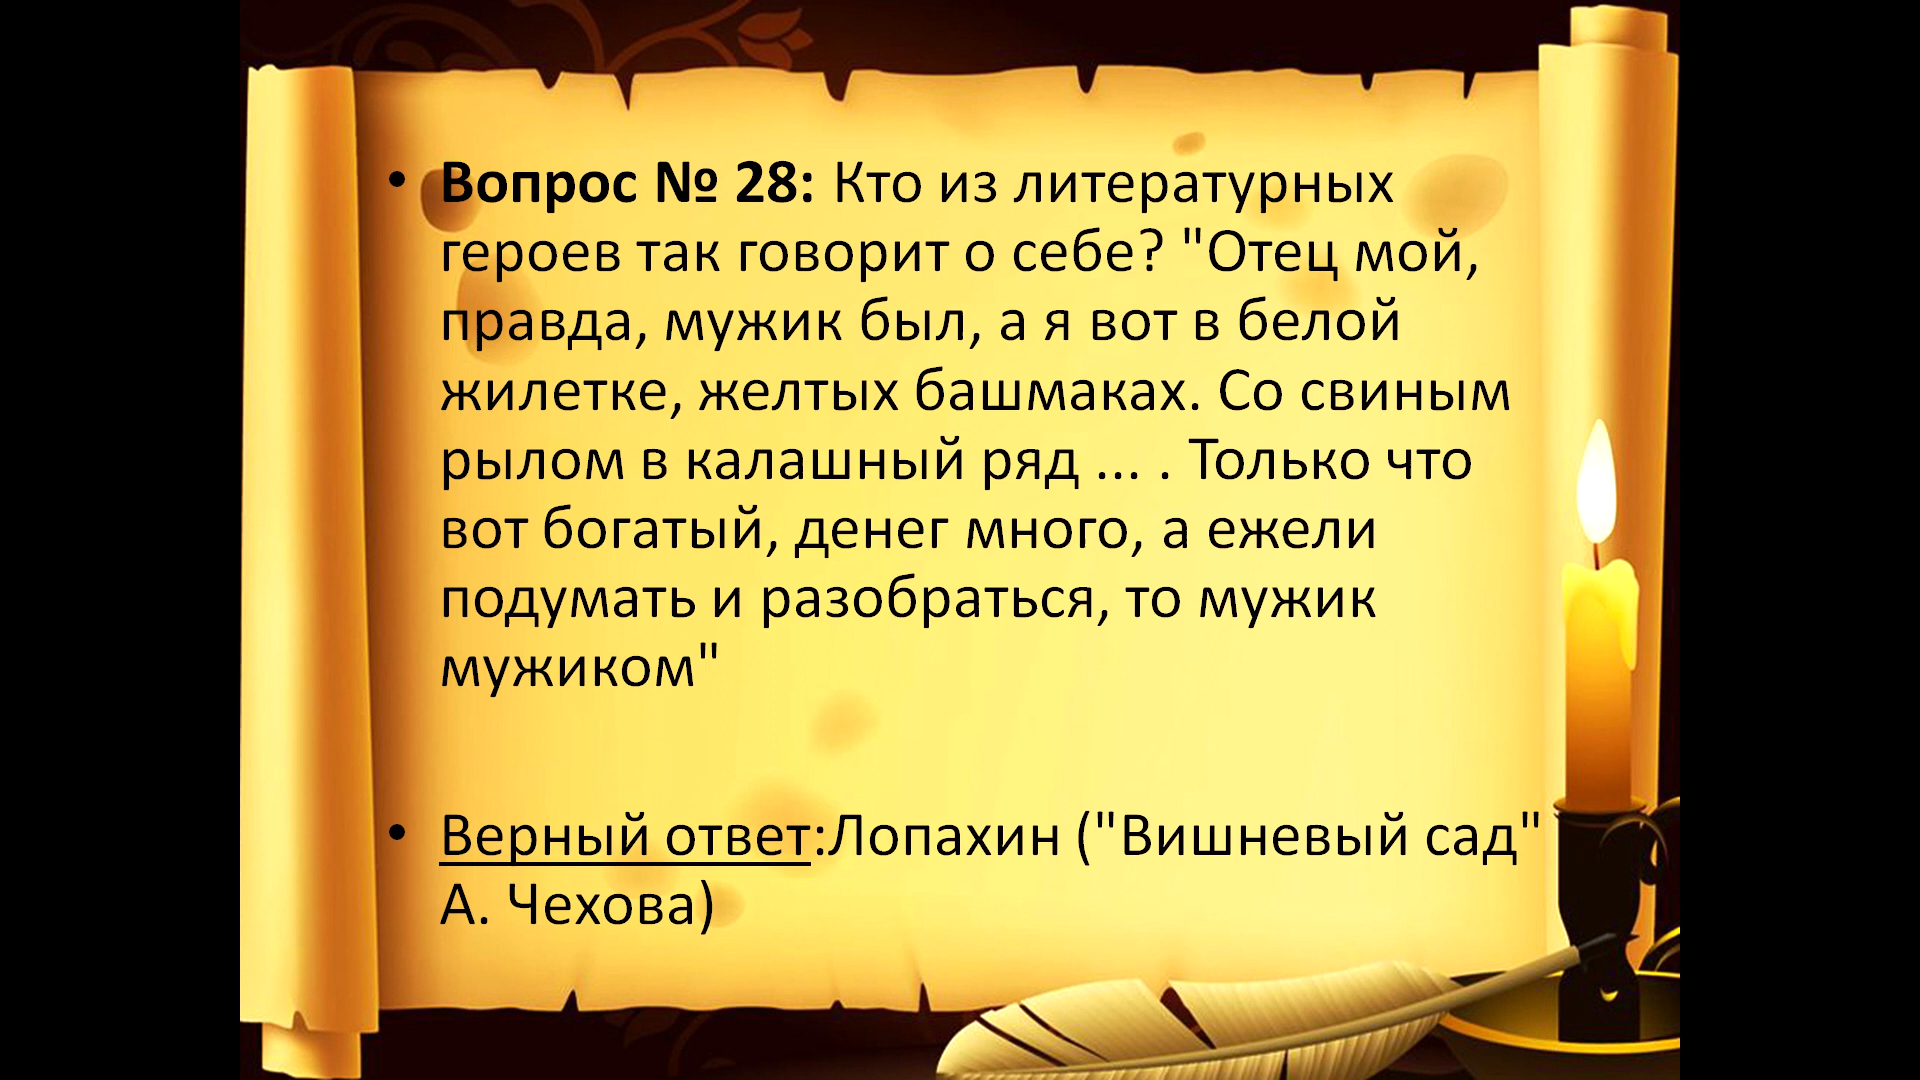 • Вопрос № 28: Кто из литературных
героев так говорит о себе? "Отец мой,
правда, мужик был, а я вот в белой
жилетке, желтых башмаках. Со свиным
рылом в калашный ряд ... . Только что
вот богатый, денег много, а ежели
подумать и разобраться, то мужик
мужиком"
• Верный ответ:Лопахин ("Вишневый сад"
А. Чехова)